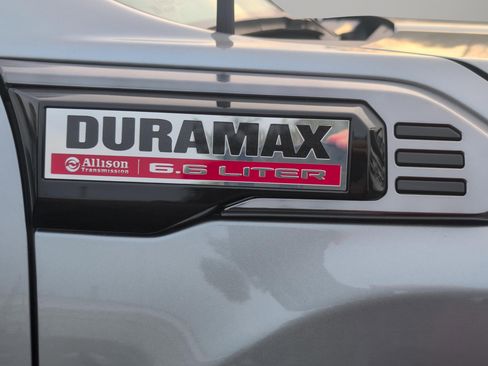 DURAMAX
Allison
Transmission
6.6 LITER